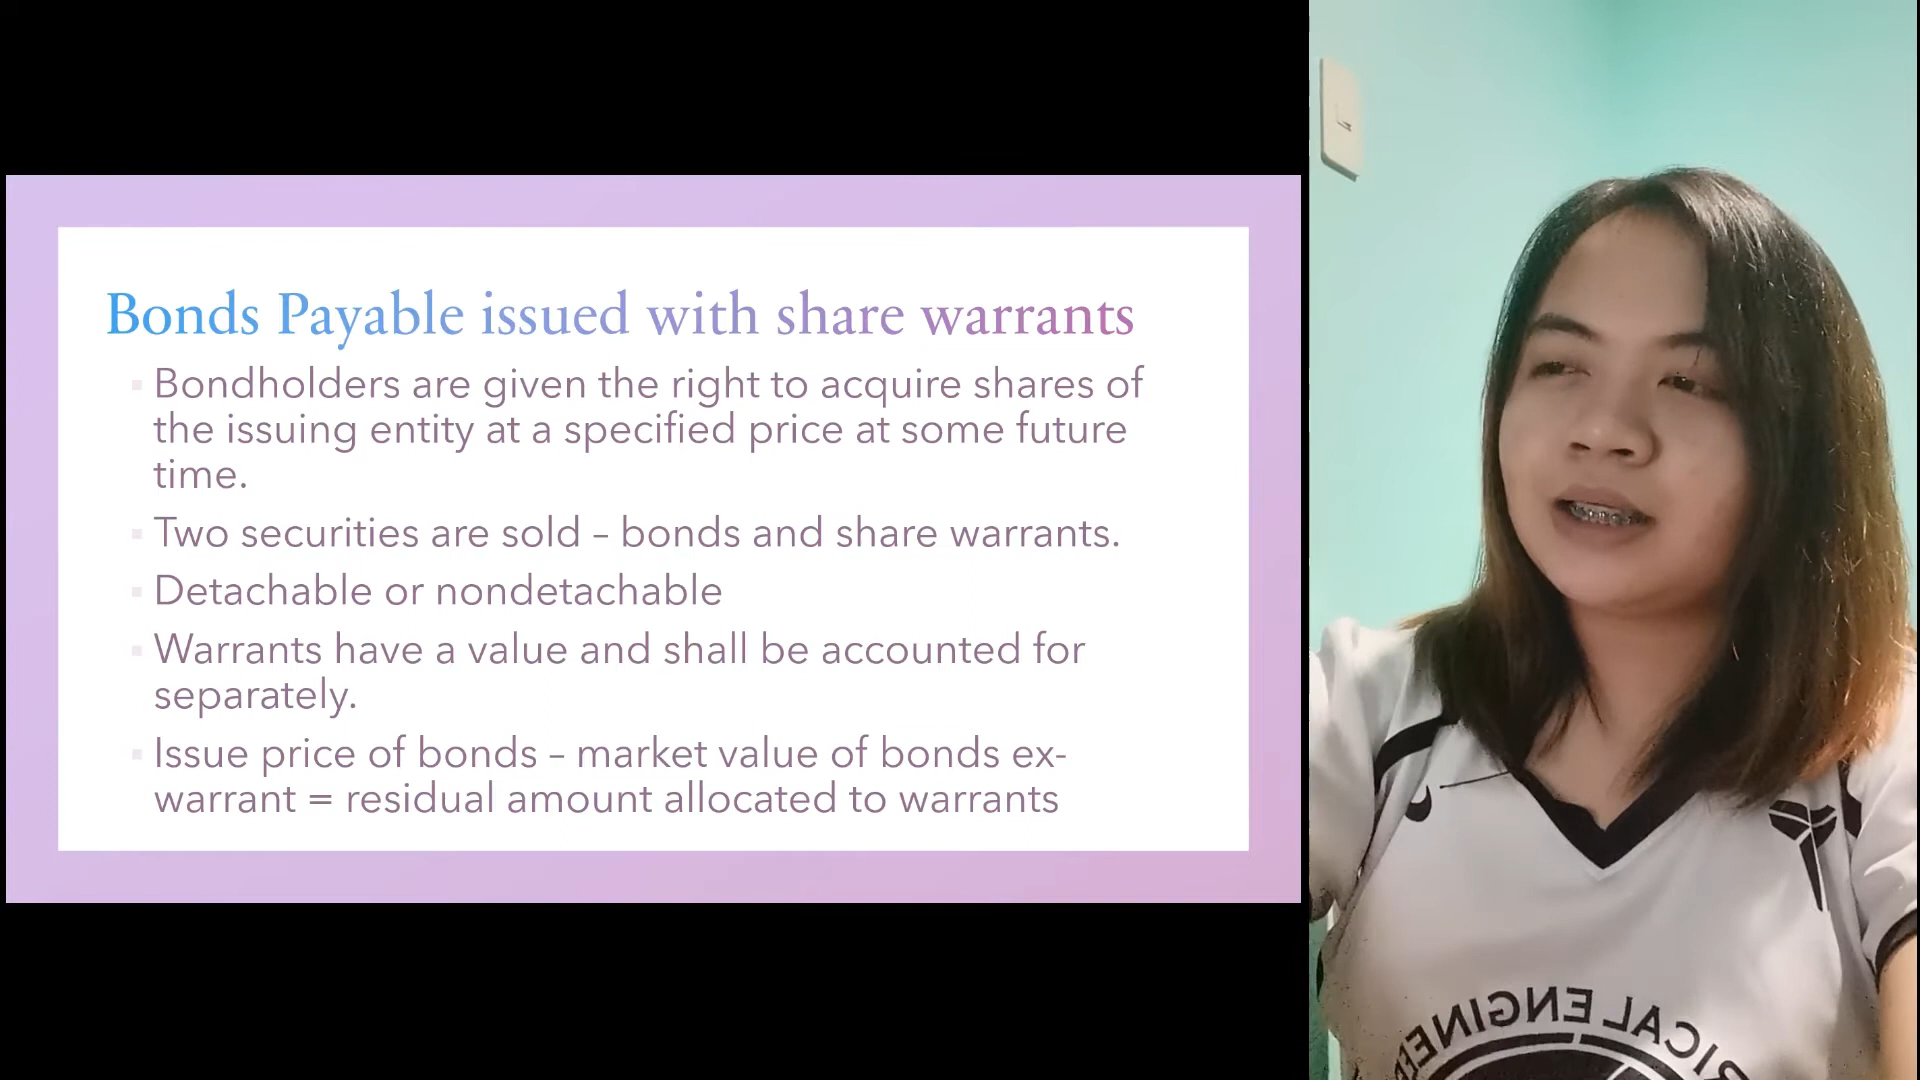 Bonds Payable issued with share warrants
Bondholders are given the right to acquire shares of
the issuing entity at a specified price at some future
time.
Two securities are sold – bonds and share warrants.
Detachable or nondetachable
Warrants have a value and shall be accounted for
separately.
Issue price of bonds – market value of bonds ex-
warrant = residual amount allocated to warrants
RICAL ENGINEE